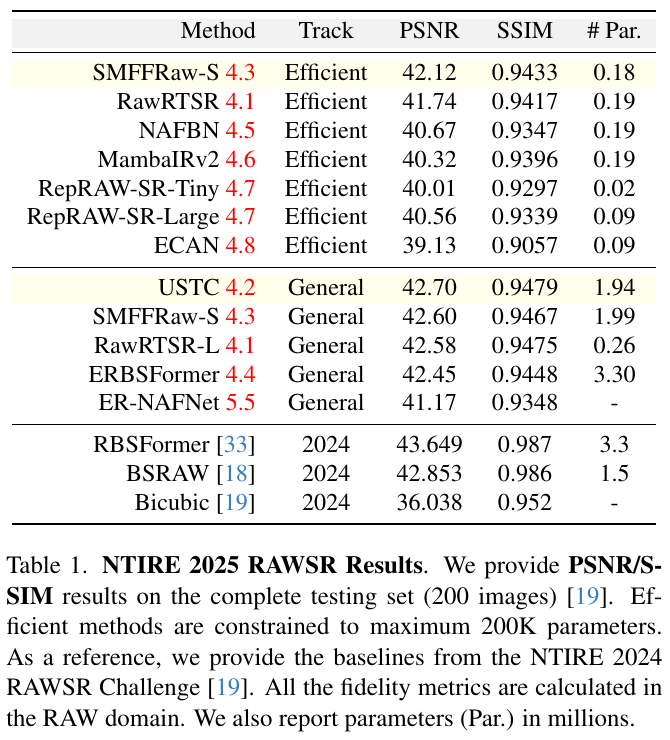 Method Track PSNR SSIM # Par.
SMFFRaw-S 4.3 Efficient 42.12 0.9433 0.18
RawRTSR 4.1 Efficient 41.74 0.9417 0.19
NAFBN 4.5 Efficient 40.67 0.9347 0.19
MambaIRv2 4.6 Efficient 40.32 0.9396 0.19
RepRAW-SR-Tiny 4.7 Efficient 40.01 0.9297 0.02
RepRAW-SR-Large 4.7 Efficient 40.56 0.9339 0.09
ECAN 4.8 Efficient 39.13 0.9057 0.09
USTC 4.2 General 42.70 0.9479 1.94
SMFFRaw-S 4.3 General 42.60 0.9467 1.99
RawRTSR-L 4.1 General 42.58 0.9475 0.26
ERBSFormer 4.4 General 42.45 0.9448 3.30
ER-NAFNet 5.5 General 41.17 0.9348 -
RBSFormer [33] 2024 43.649 0.987 3.3
BSRAW [18] 2024 42.853 0.986 1.5
Bicubic [19] 2024 36.038 0.952 -
Table 1. NTIRE 2025 RAWSR Results. We provide PSNR/S-
SIM results on the complete testing set (200 images) [19]. Ef-
ficient methods are constrained to maximum 200K parameters.
As a reference, we provide the baselines from the NTIRE 2024
RAWSR Challenge [19]. All the fidelity metrics are calculated in
the RAW domain. We also report parameters (Par.) in millions.